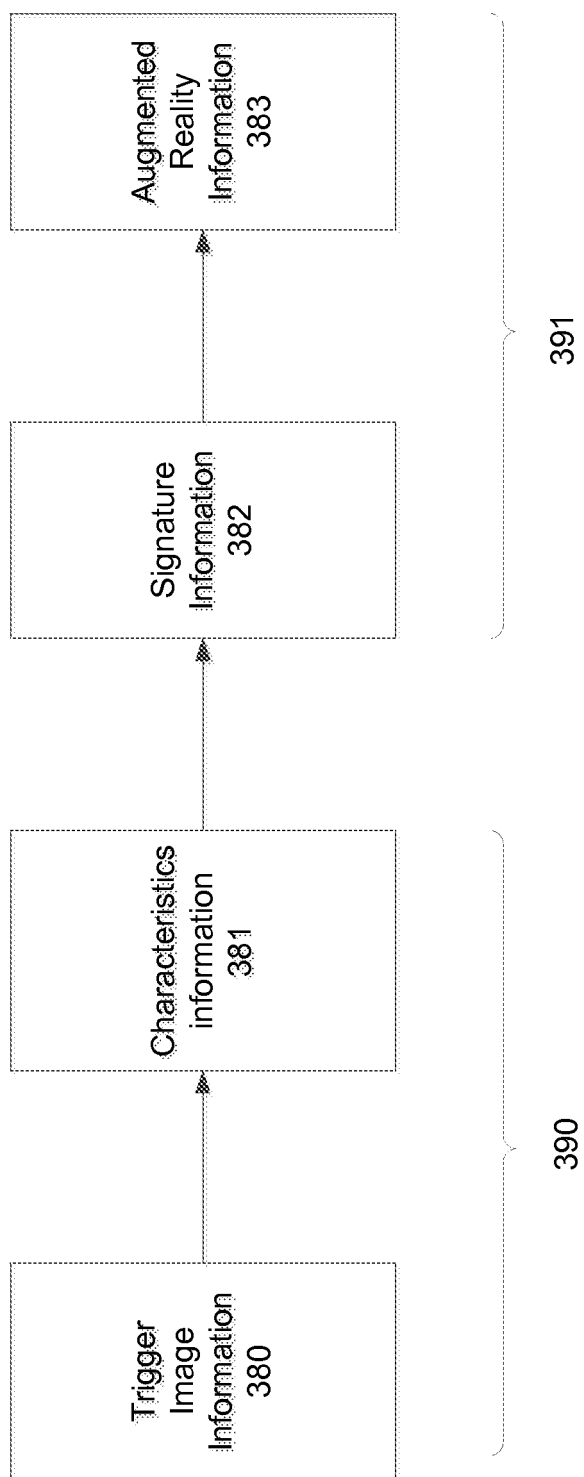 Trigger
Image
Information
380
Characteristics
information
381
Signature
Information
382
Augmented
Reality
Information
383
390
391